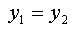 y₁ = y₂